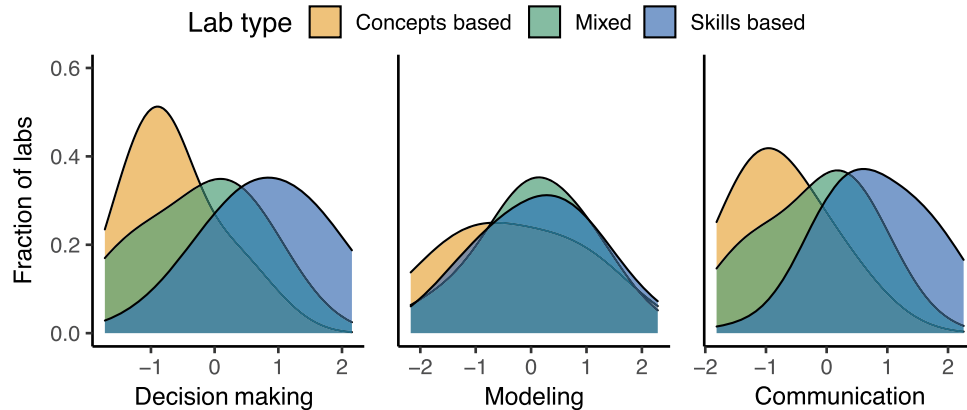 Lab type Concepts based Mixed Skills based
Fraction of labs
0.6
0.4
0.2
0.0
−1 0 1 2
Decision making
−2 −1 0 1 2
Modeling
−2 −1 0 1 2
Communication